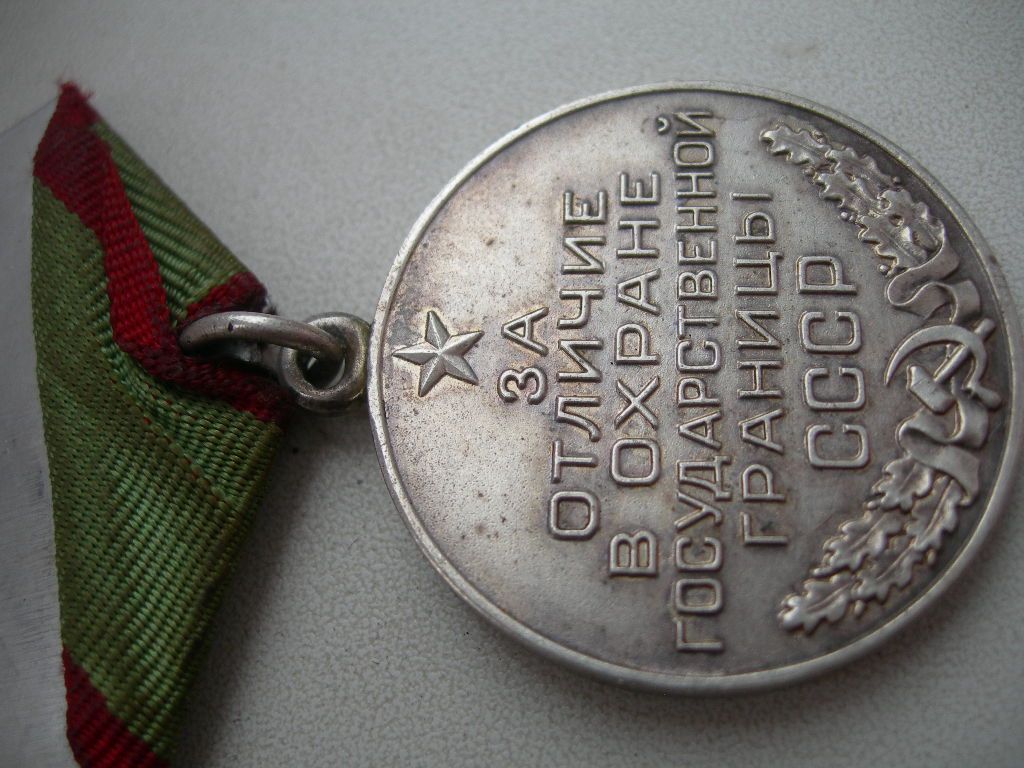 ЗА
ОТЛИЧИЕ
В ОХРАНЕ
ГОСУДАРСТВЕННОЙ
ГРАНИЦЫ
СССР